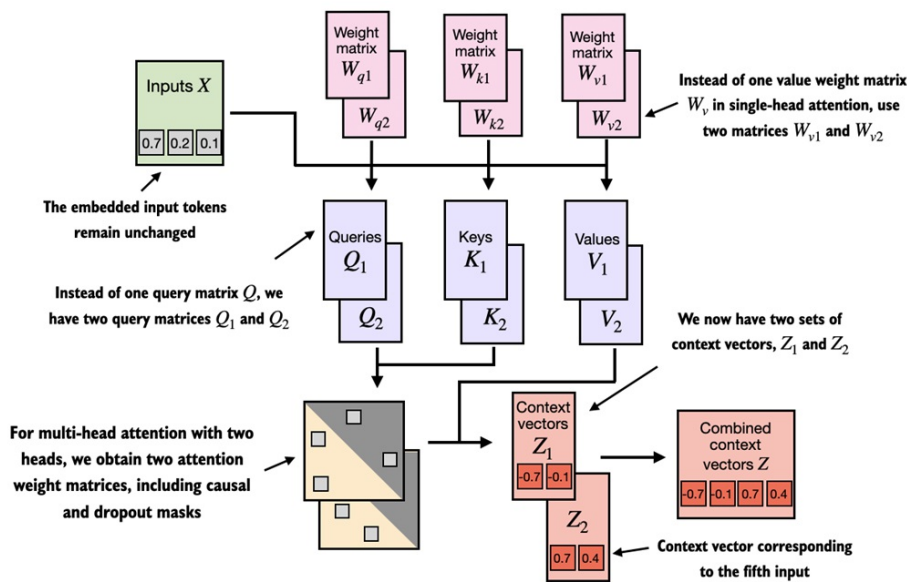 Weight
matrix
W_q1
W_q2
Weight
matrix
W_k1
W_k2
Weight
matrix
W_v1
W_v2
Instead of one value weight matrix
W_v in single-head attention, use
two matrices W_v1 and W_v2
Inputs X
0.7 0.2 0.1
The embedded input tokens
remain unchanged
Queries
Q_1
Q_2
Keys
K_1
K_2
Values
V_1
V_2
Instead of one query matrix Q, we
have two query matrices Q_1 and Q_2
We now have two sets of
context vectors, Z_1 and Z_2
For multi-head attention with two
heads, we obtain two attention
weight matrices, including causal
and dropout masks
Context
vectors
Z_1
-0.7 -0.1
Z_2
0.7 0.4
Combined
context
vectors Z
-0.7 -0.1 0.7 0.4
Context vector corresponding
to the fifth input